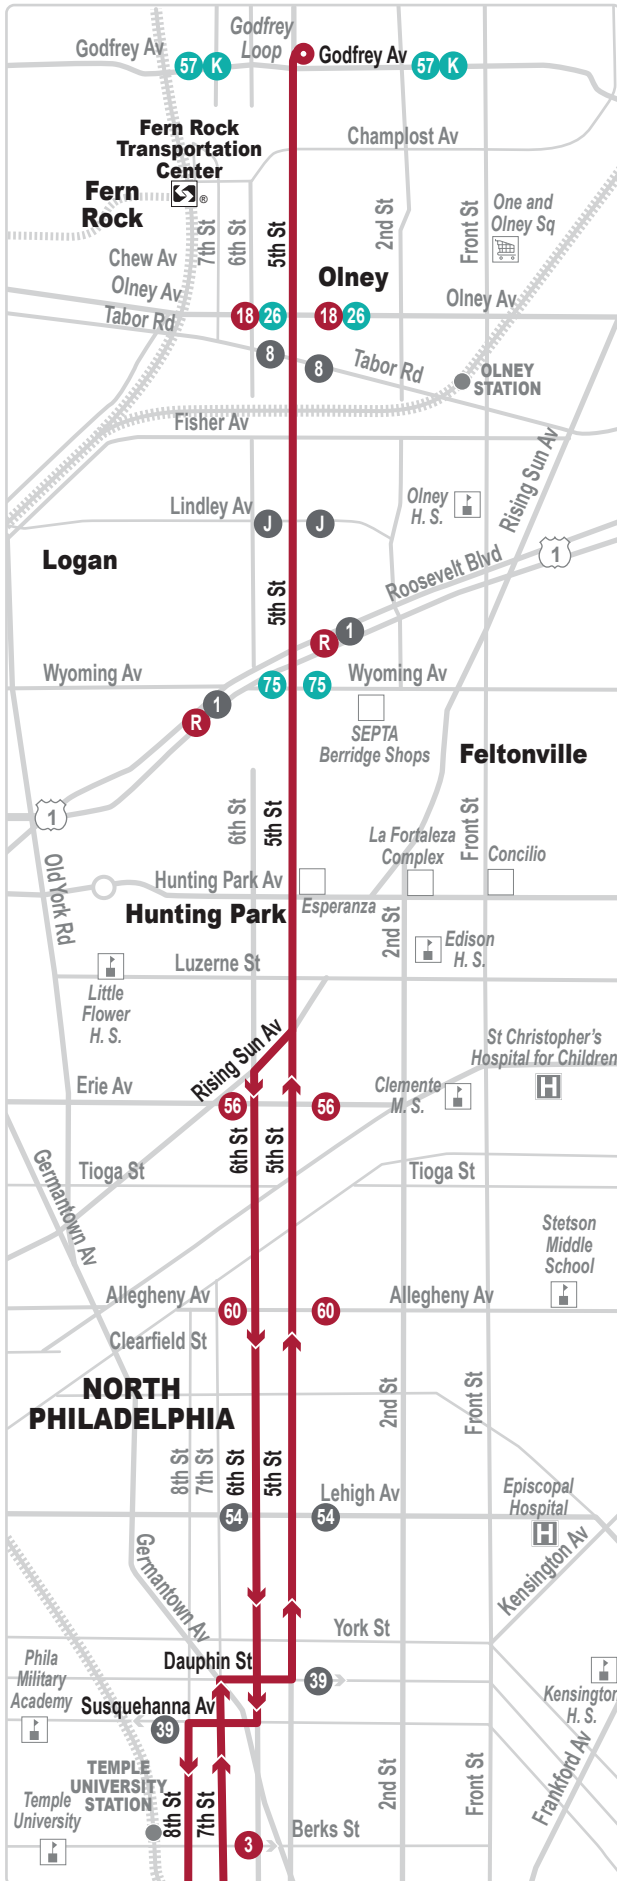 Godfrey
Loop
Godfrey Av
57 K
Godfrey Av
57 K
Fern Rock
Transportation
Center
Champlost Av
Fern
Rock
®
7th St
6th St
5th St
2nd St
Front St
One and
Olney Sq
Chew Av
Olney
Olney Av
Olney Av
Tabor Rd
18 26
18 26
8
8
Tabor Rd
OLNEY
STATION
Fisher Av
Rising Sun Av
Olney
H. S.
Lindley Av
J
J
Logan
5th St
Roosevelt Blvd
1
R 1
Wyoming Av
75
75
Wyoming Av
R 1
SEPTA
Berridge Shops
Feltonville
1
6th St
5th St
Front St
La Fortaleza
Complex
Concilio
Old York Rd
Hunting Park Av
Esperanza
Hunting Park
2nd St
Edison
H. S.
Luzerne St
Little
Flower
H. S.
Rising Sun Av
St Christopher's
Hospital for Children
H
Erie Av
56
56
Clemente
M. S.
6th St
5th St
Germantown Av
Tioga St
Tioga St
Stetson
Middle
School
Allegheny Av
60
60
Allegheny Av
Clearfield St
NORTH
PHILADELPHIA
2nd St
Front St
8th St
7th St
6th St
5th St
Lehigh Av
54
54
Episcopal
Hospital
H
Germantown Av
Kensington Av
York St
Dauphin St
39
Phila
Military
Academy
Susquehanna Av
39
Kensington
H. S.
TEMPLE
UNIVERSITY
STATION
Temple
University
8th St
7th St
2nd St
Front St
Frankford Av
3
Berks St